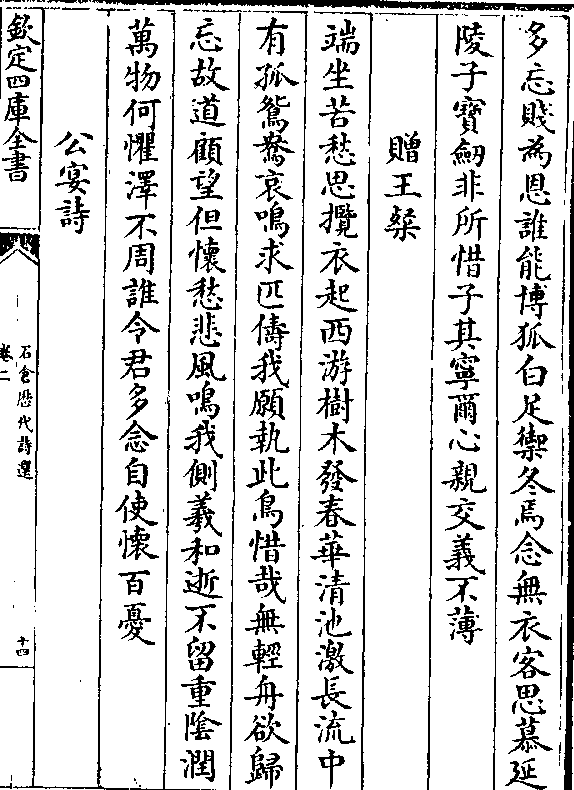 多忘賤為恩誰能博狐白足禦冬焉念無衣客思慕延
陵子寶劒非所惜子其寧爾心親交義不薄
贈王粲
端坐苦愁思攬衣起西游樹木發春華清池激長流中
有孤鴛鴦哀鳴求匹儔我願執此鳥惜哉無輕舟欲歸
忘故道顧望但懷愁悲風鳴我側羲和逝不留重陰潤
萬物何懼澤不周誰令君多念自使懷百憂
公宴詩
欽定四庫全書
石倉歷代詩選
卷二
十四